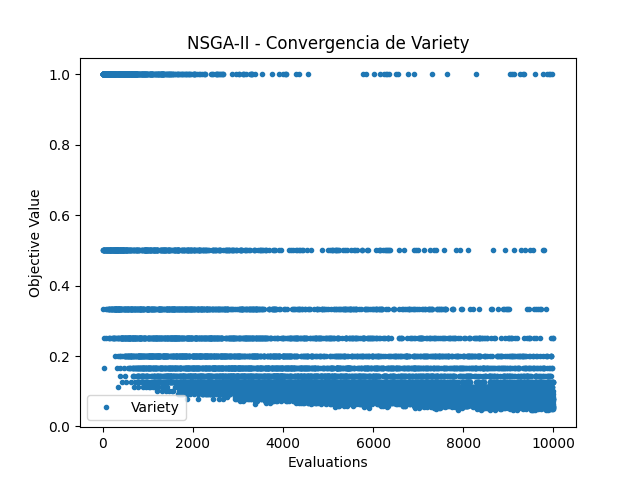 NSGA-II - Convergencia de Variety
Objective Value
1.0
0.8
0.6
0.4
0.2
0.0
Variety
0 2000 4000 6000 8000 10000
Evaluations